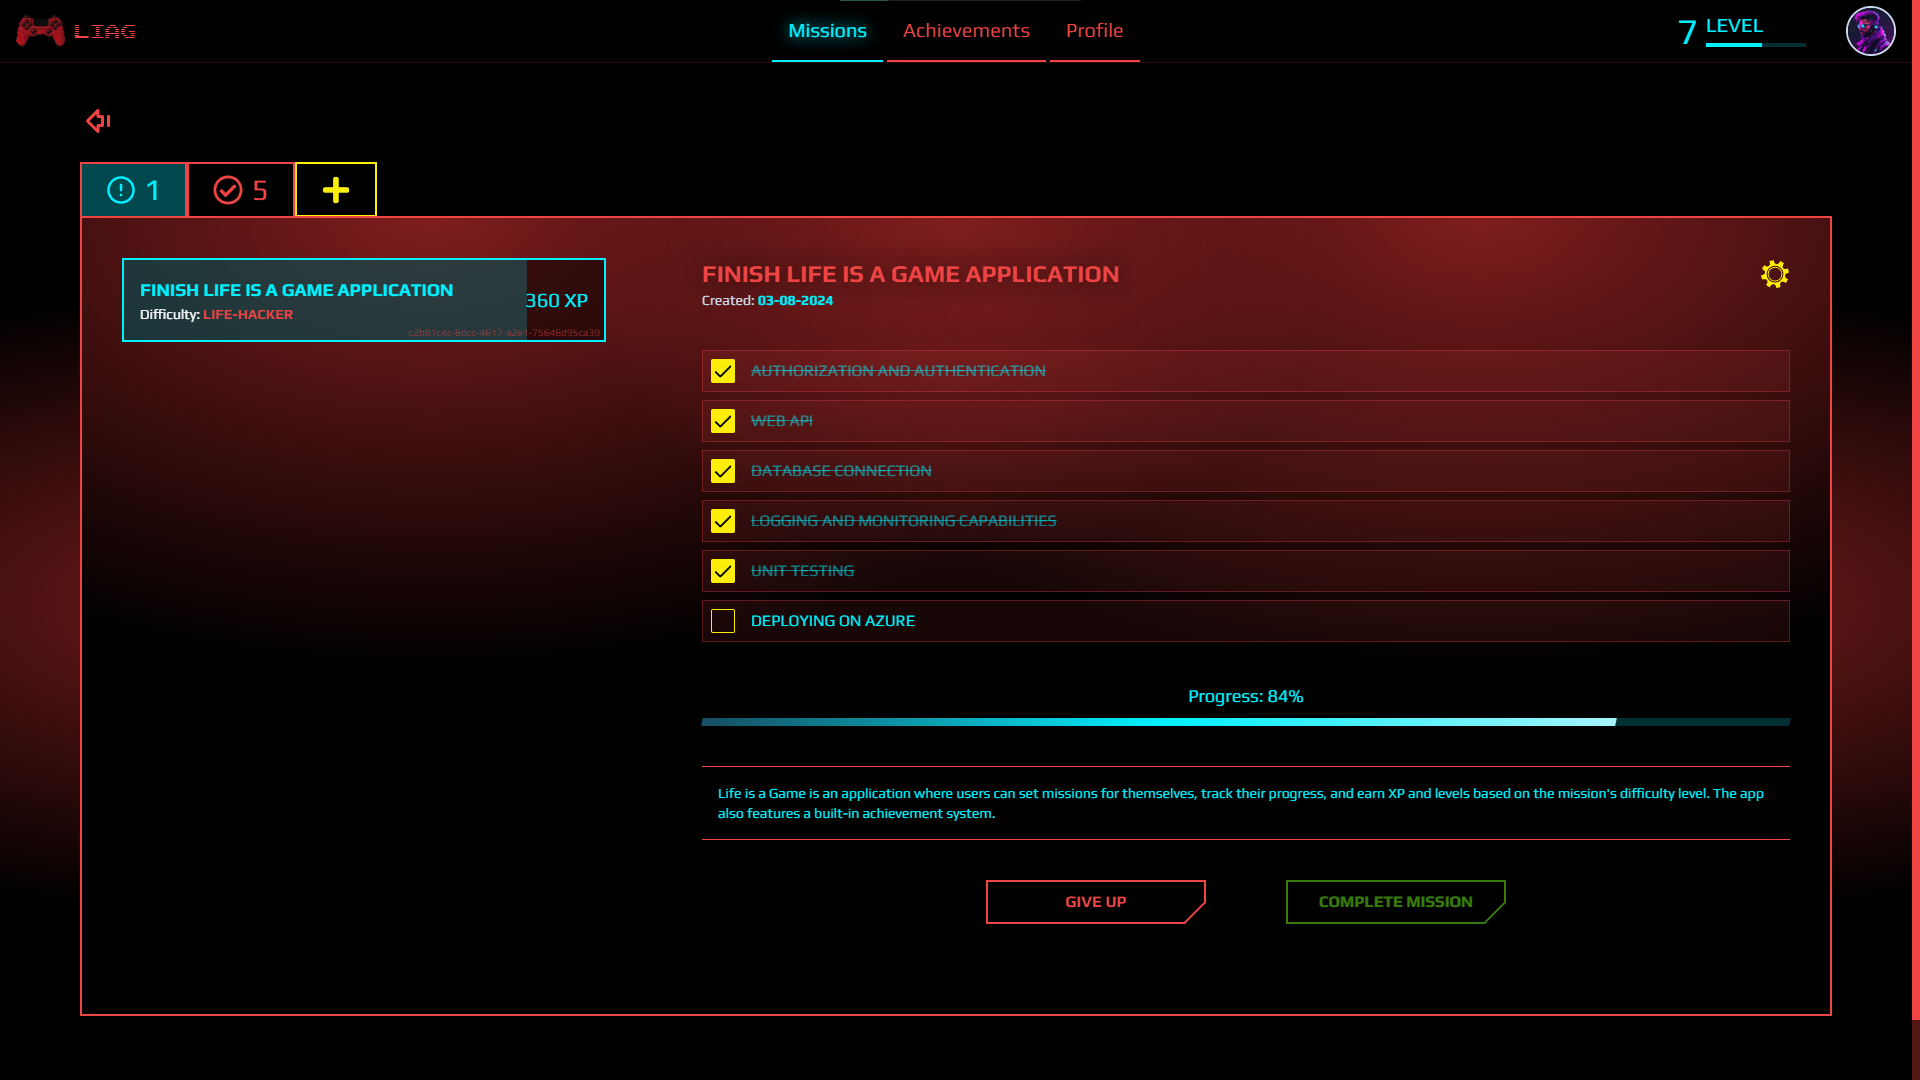 LIAG
Missions
Achievements
Profile
7 LEVEL
1
5
FINISH LIFE IS A GAME APPLICATION
Difficulty: LIFE-HACKER
360 XP
c2b81c4c-6dcc-4617-a2e1-75646d95ca39
FINISH LIFE IS A GAME APPLICATION
Created: 03-08-2024
AUTHORIZATION AND AUTHENTICATION
WEB API
DATABASE CONNECTION
LOGGING AND MONITORING CAPABILITIES
UNIT TESTING
DEPLOYING ON AZURE
Progress: 84%
Life is a Game is an application where users can set missions for themselves, track their progress, and earn XP and levels based on the mission's difficulty level. The app
also features a built-in achievement system.
GIVE UP
COMPLETE MISSION